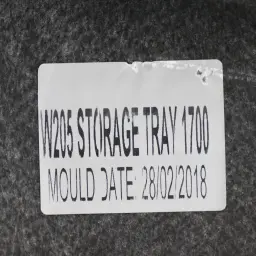 W205 STORAGE TRAY 1700
MOULD DATE: 28/02/2018